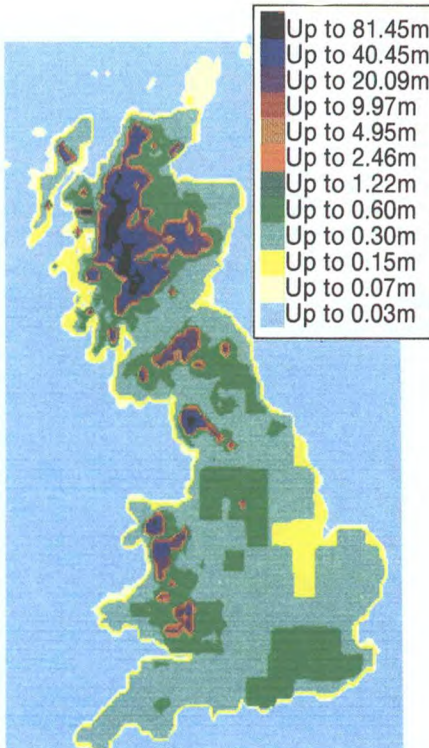 Up to 81.45m
Up to 40.45m
Up to 20.09m
Up to 9.97m
Up to 4.95m
Up to 2.46m
Up to 1.22m
Up to 0.60m
Up to 0.30m
Up to 0.15m
Up to 0.07m
Up to 0.03m